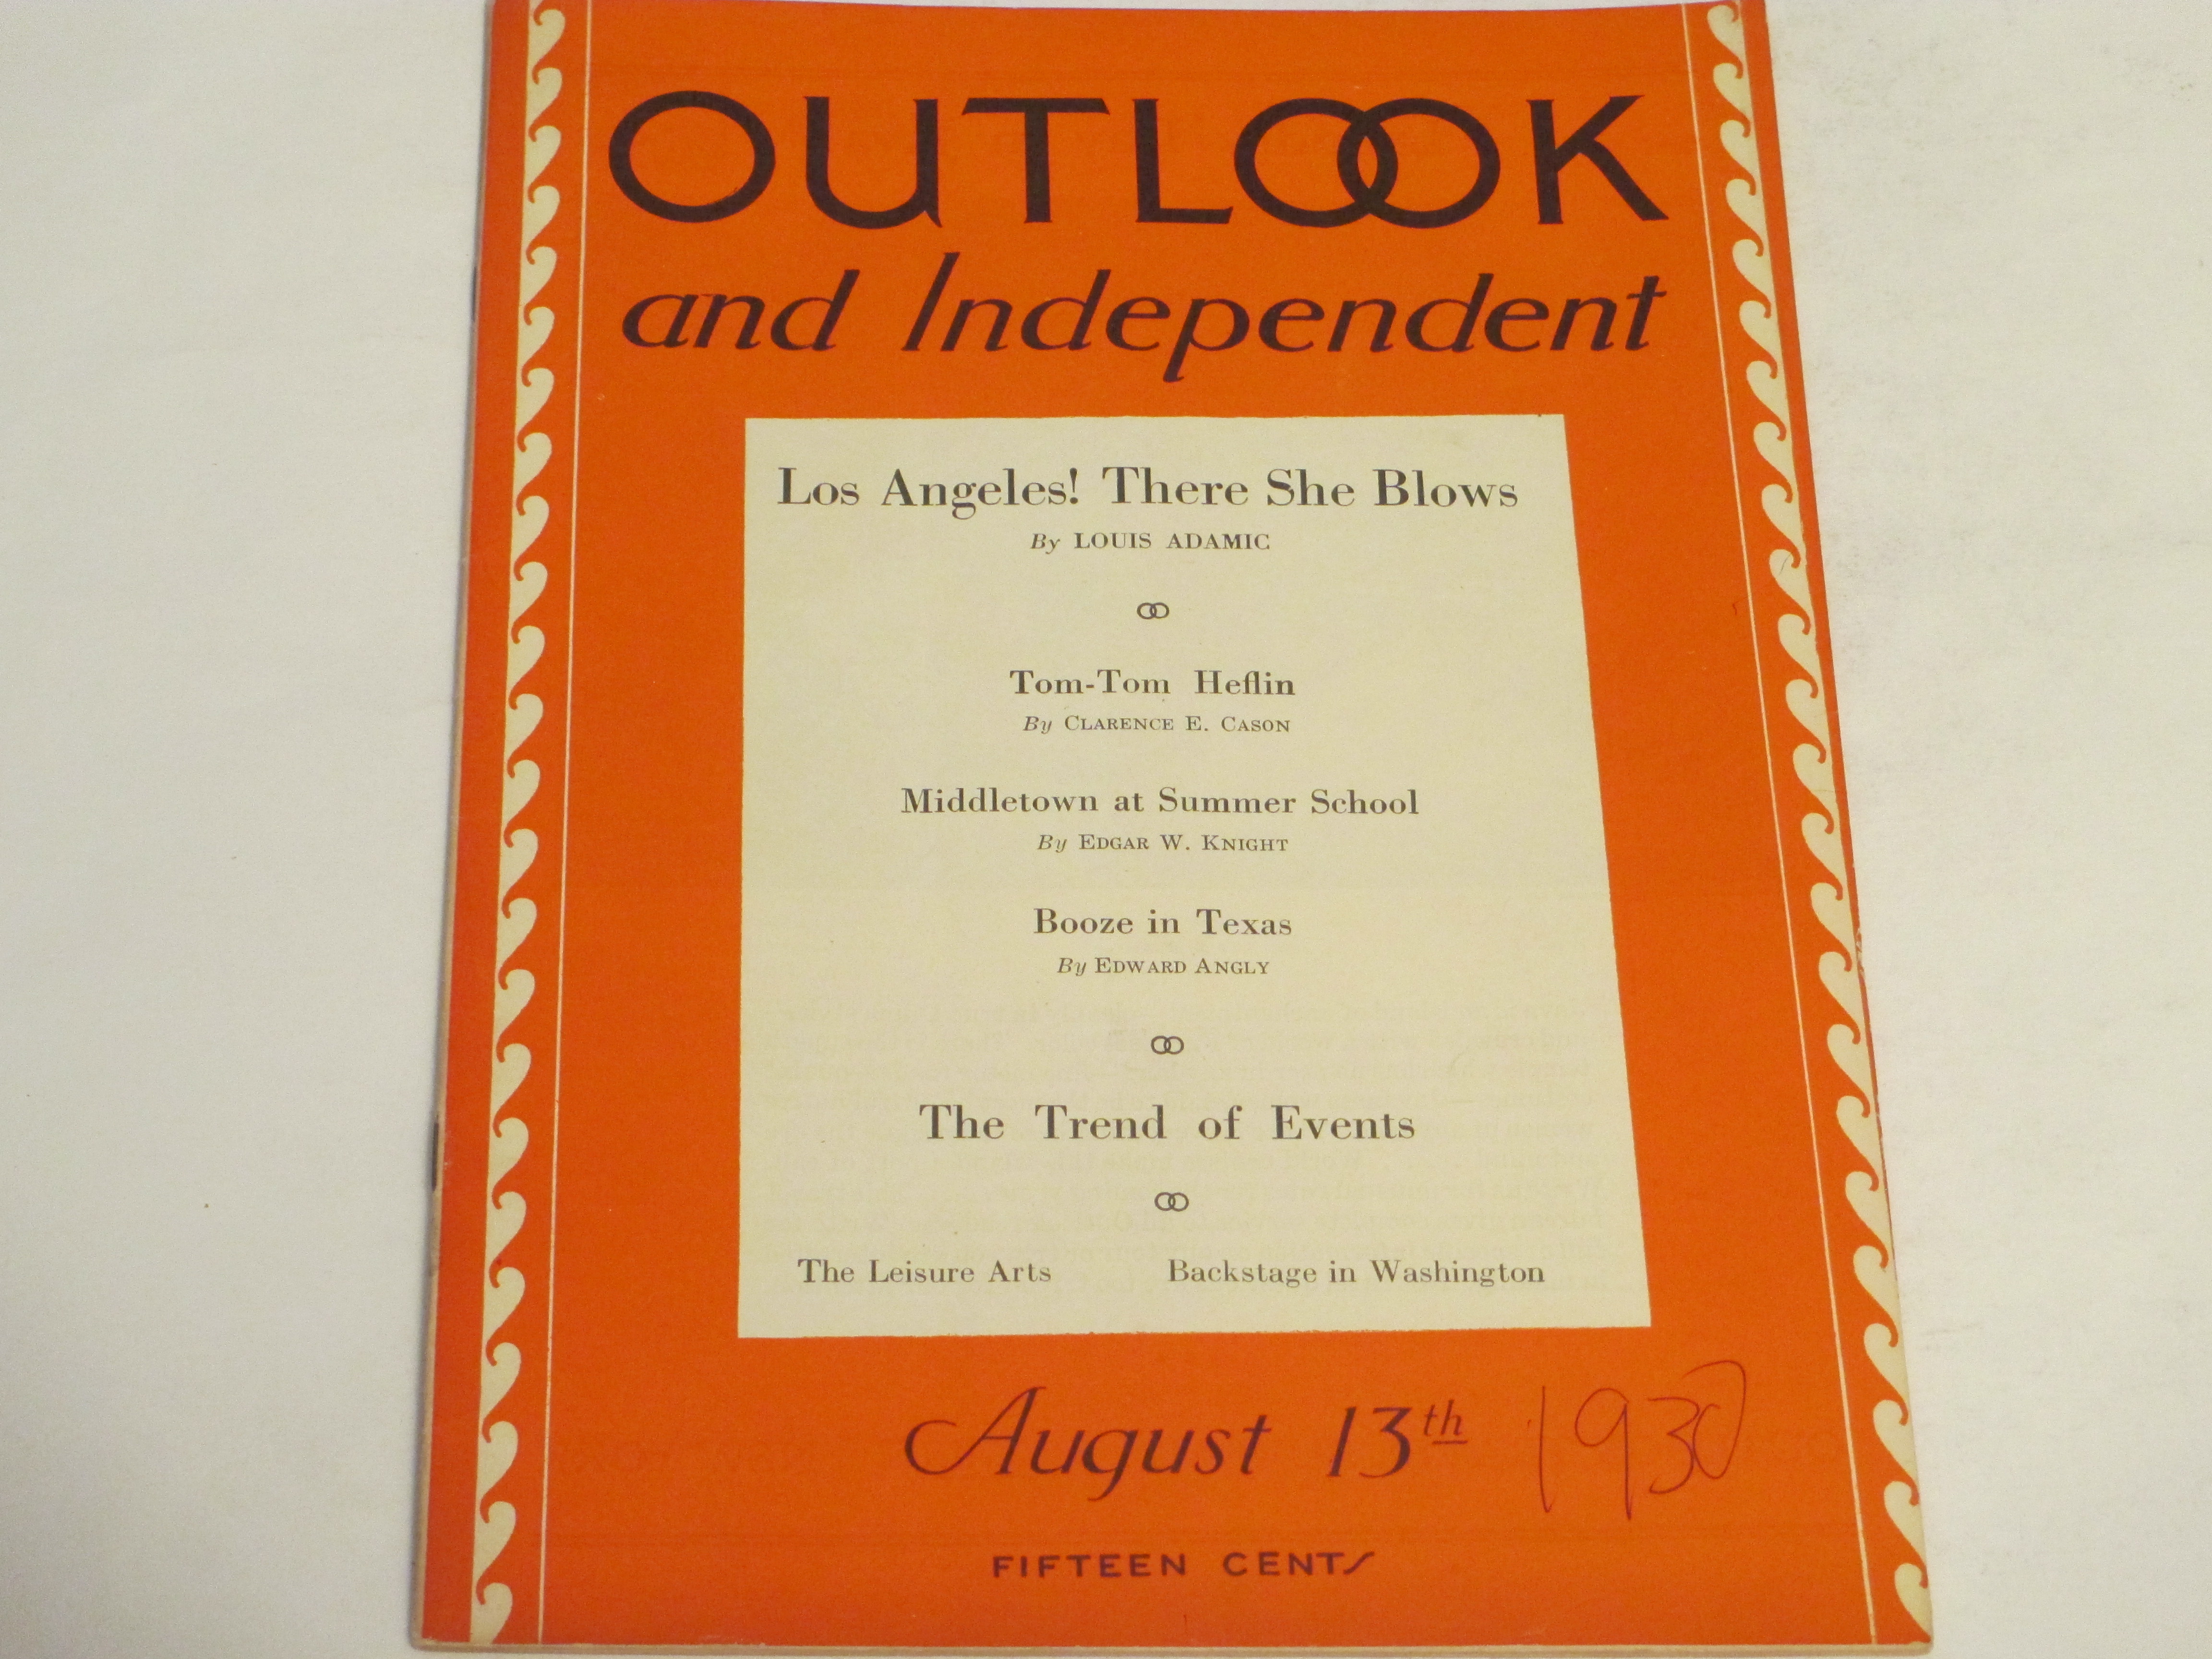 OUTLOOK
and Independent
Los Angeles! There She Blows
By LOUIS ADAMIC
Tom-Tom Heflin
By CLARENCE E. CASON
Middletown at Summer School
By EDGAR W. KNIGHT
Booze in Texas
By EDWARD ANGLY
The Trend of Events
The Leisure Arts Backstage in Washington
August 13th 1930
FIFTEEN CENTS